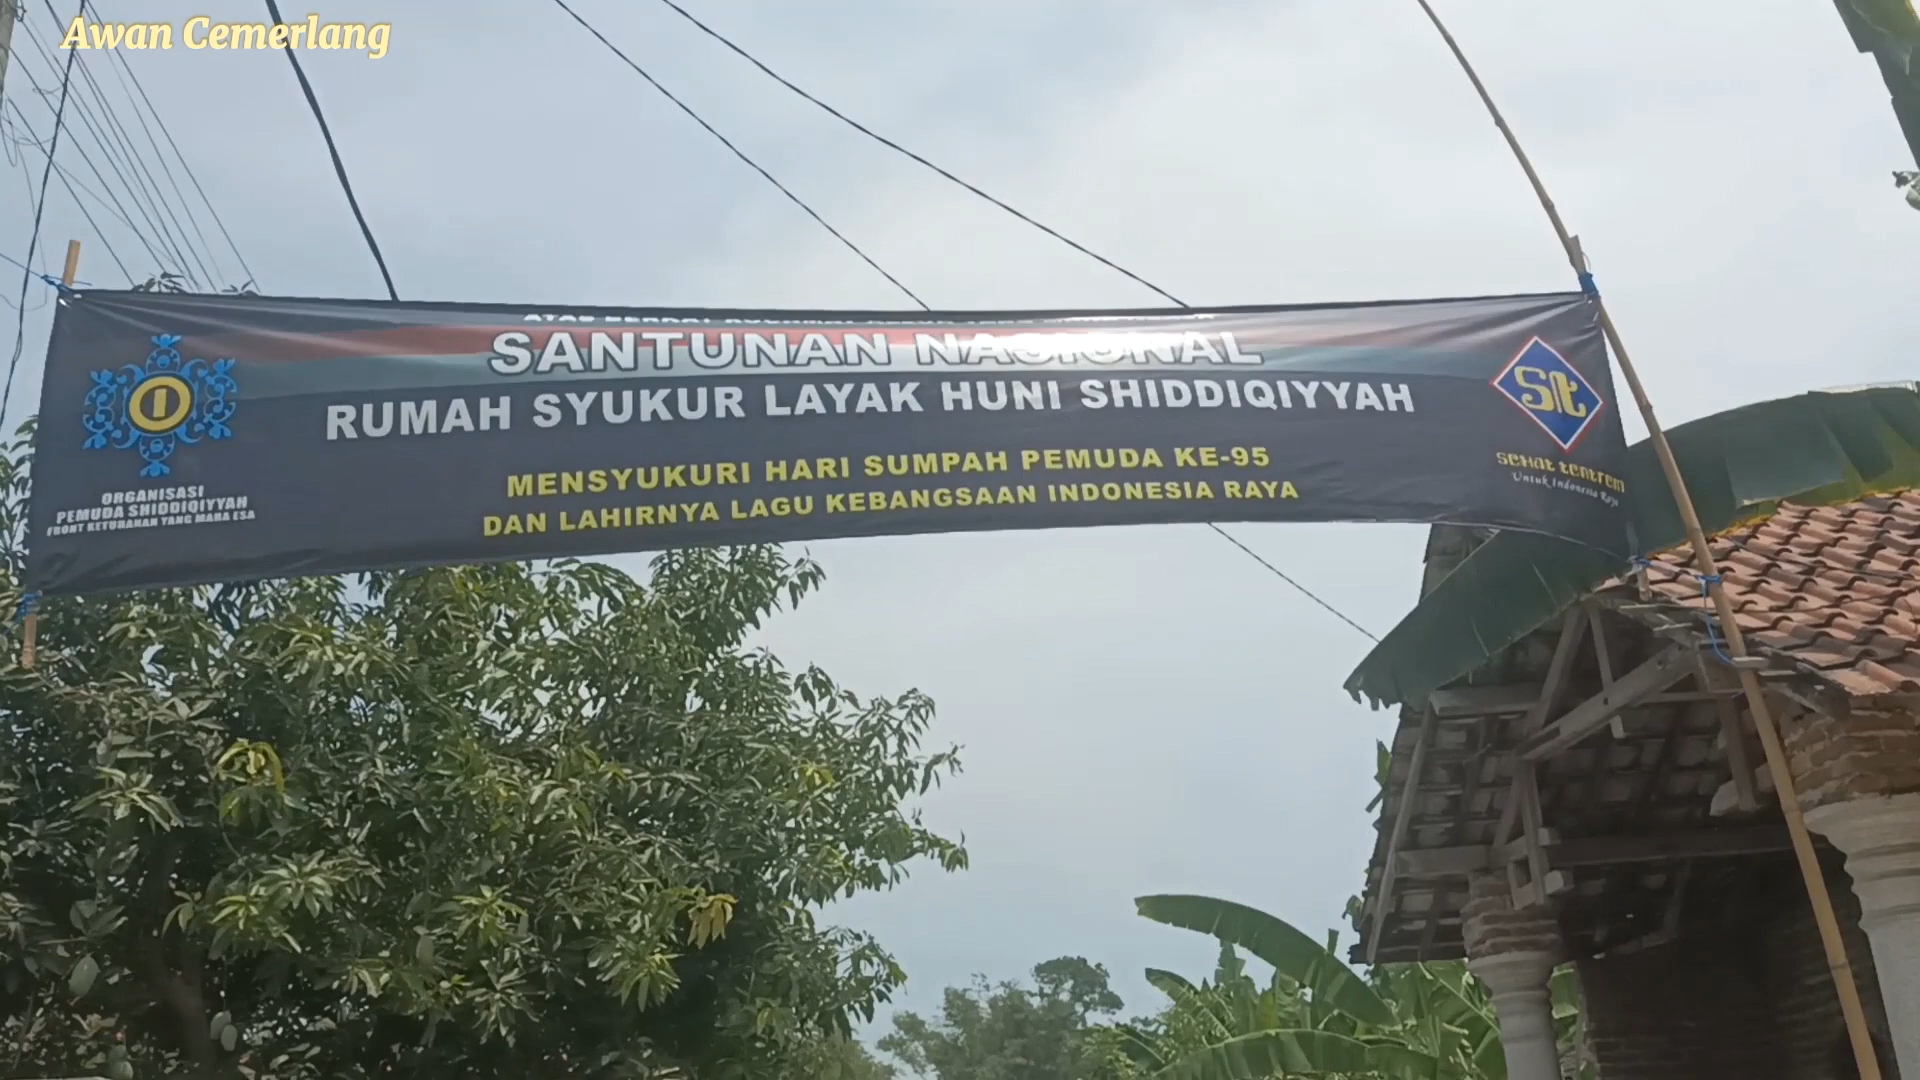 Awan Cemerlang
SANTUNAN NASIONAL
RUMAH SYUKUR LAYAK HUNI SHIDDIQIYYAH
MENSYUKURI HARI SUMPAH PEMUDA KE-95
DAN LAHIRNYA LAGU KEBANGSAAN INDONESIA RAYA
ORGANISASI
PEMUDA SHIDDIQIYYAH
FRONT KETUHANAN YANG MAHA ESA
St
Sehat Tentrem
Untuk Indonesia Raya